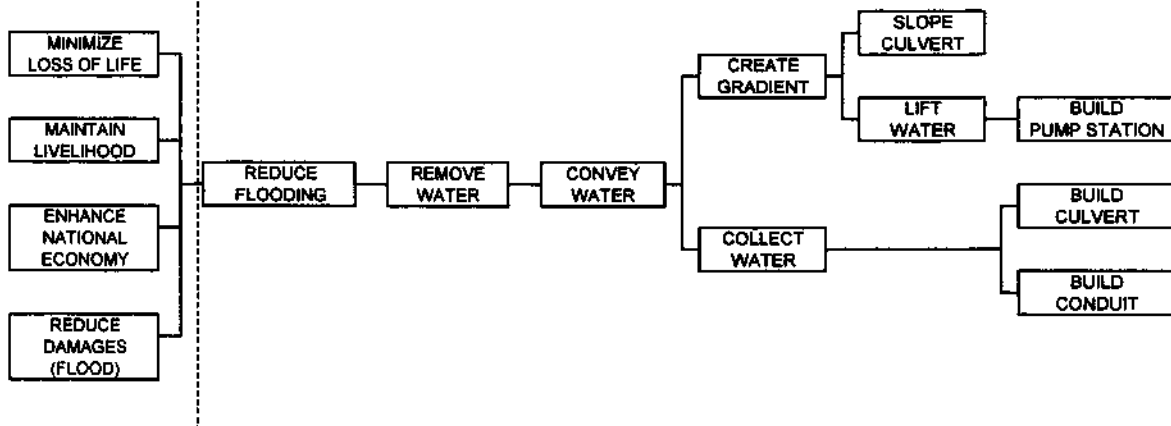 MINIMIZE
LOSS OF LIFE
MAINTAIN
LIVELIHOOD
ENHANCE
NATIONAL
ECONOMY
REDUCE
DAMAGES
(FLOOD)
REDUCE
FLOODING
REMOVE
WATER
CONVEY
WATER
CREATE
GRADIENT
COLLECT
WATER
SLOPE
CULVERT
LIFT
WATER
BUILD
PUMP STATION
BUILD
CULVERT
BUILD
CONDUIT